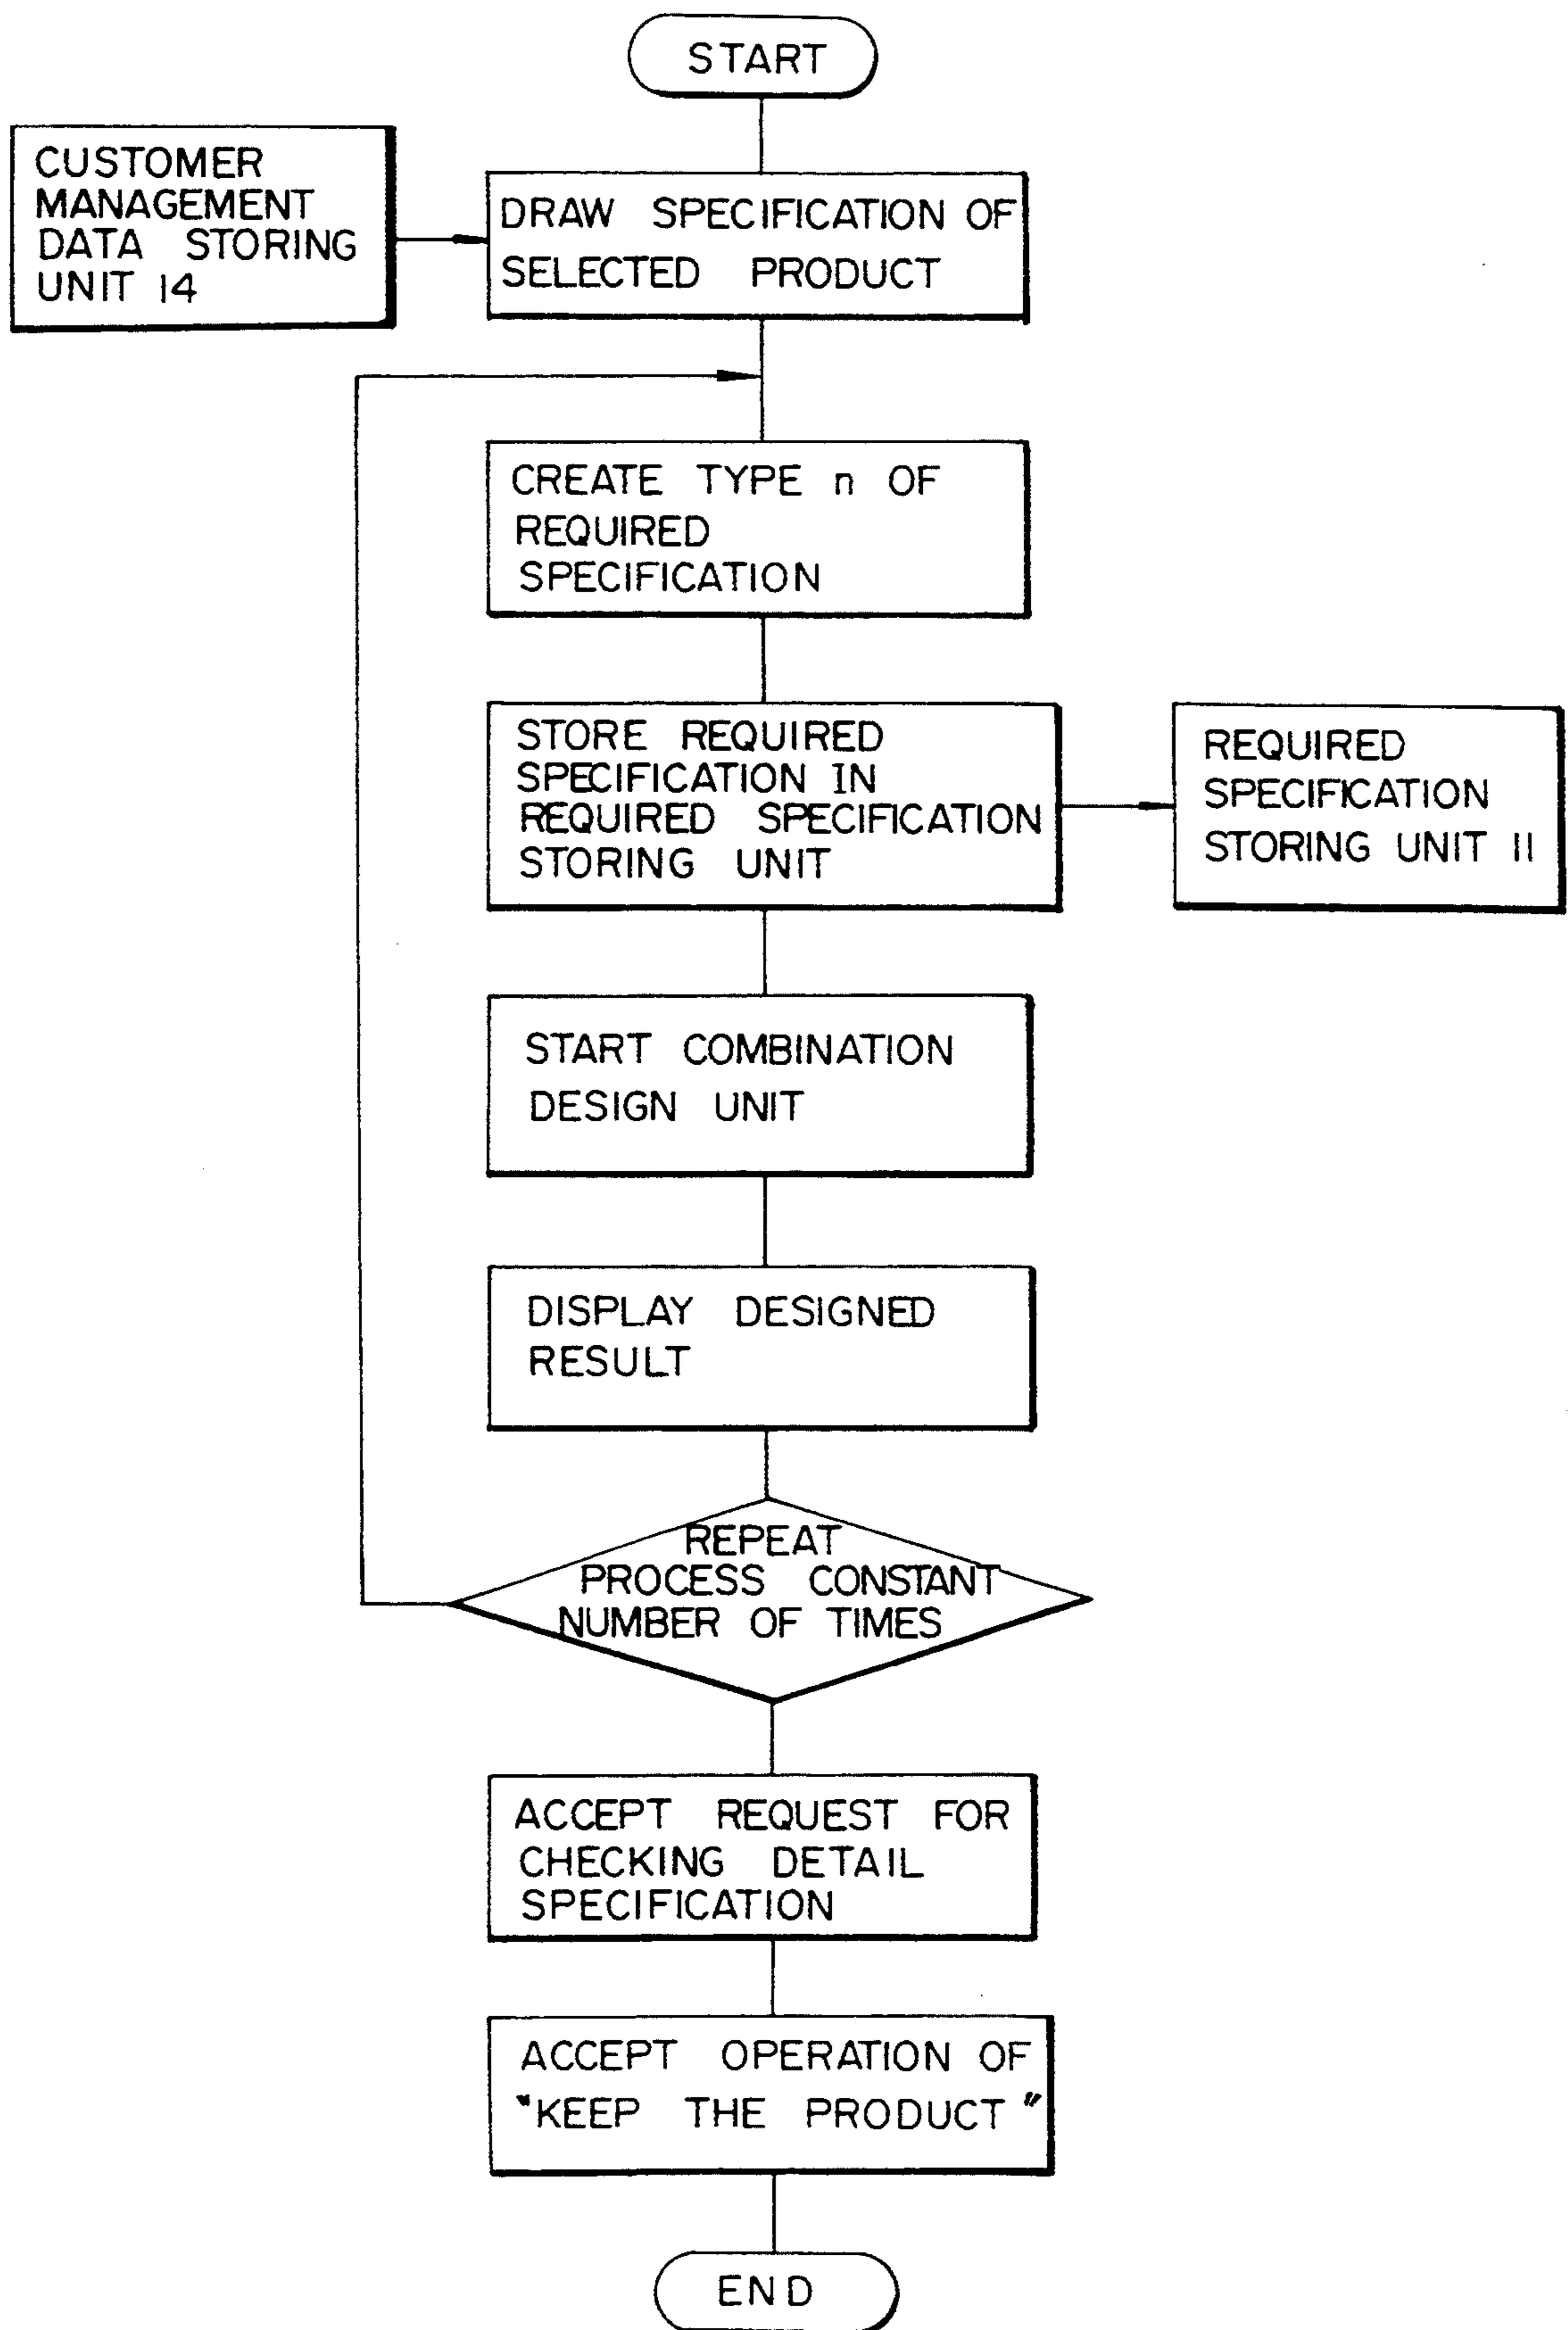 START
CUSTOMER
MANAGEMENT
DATA STORING
UNIT 14
DRAW SPECIFICATION OF
SELECTED PRODUCT
CREATE TYPE n OF
REQUIRED
SPECIFICATION
STORE REQUIRED
SPECIFICATION IN
REQUIRED SPECIFICATION
STORING UNIT
REQUIRED
SPECIFICATION
STORING UNIT 11
START COMBINATION
DESIGN UNIT
DISPLAY DESIGNED
RESULT
REPEAT
PROCESS CONSTANT
NUMBER OF TIMES
ACCEPT REQUEST FOR
CHECKING DETAIL
SPECIFICATION
ACCEPT OPERATION OF
"KEEP THE PRODUCT"
END